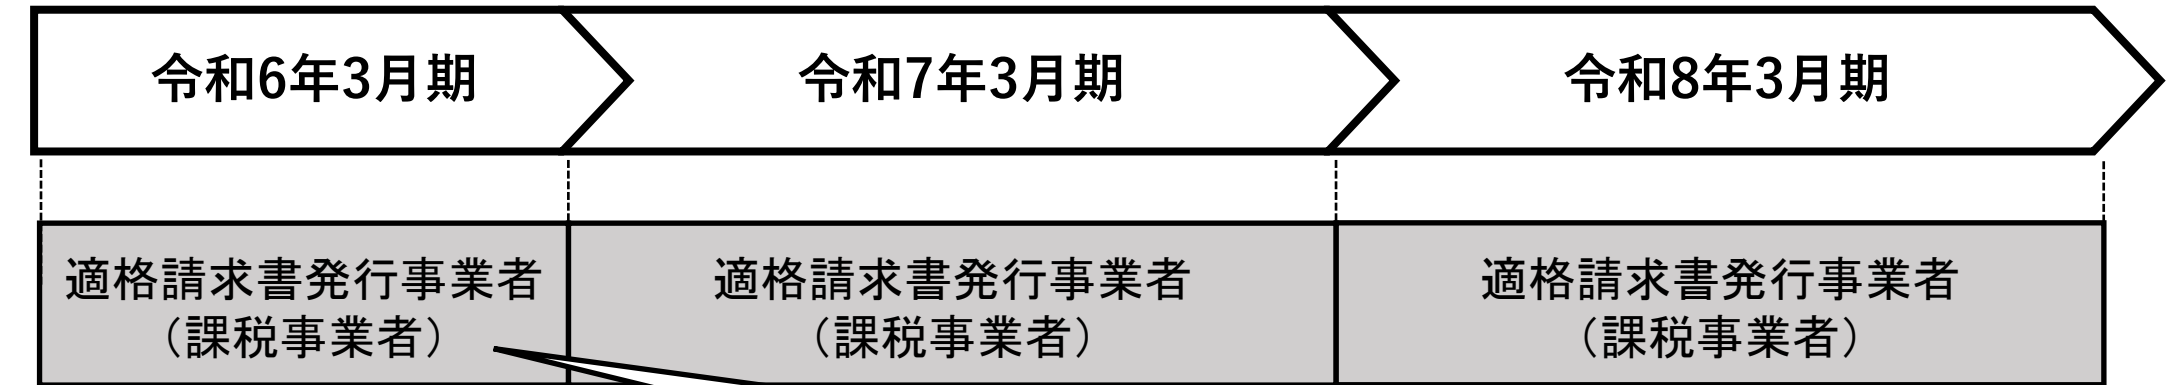 令和6年3月期
令和7年3月期
令和8年3月期
適格請求書発行事業者
（課税事業者）
適格請求書発行事業者
（課税事業者）
適格請求書発行事業者
（課税事業者）